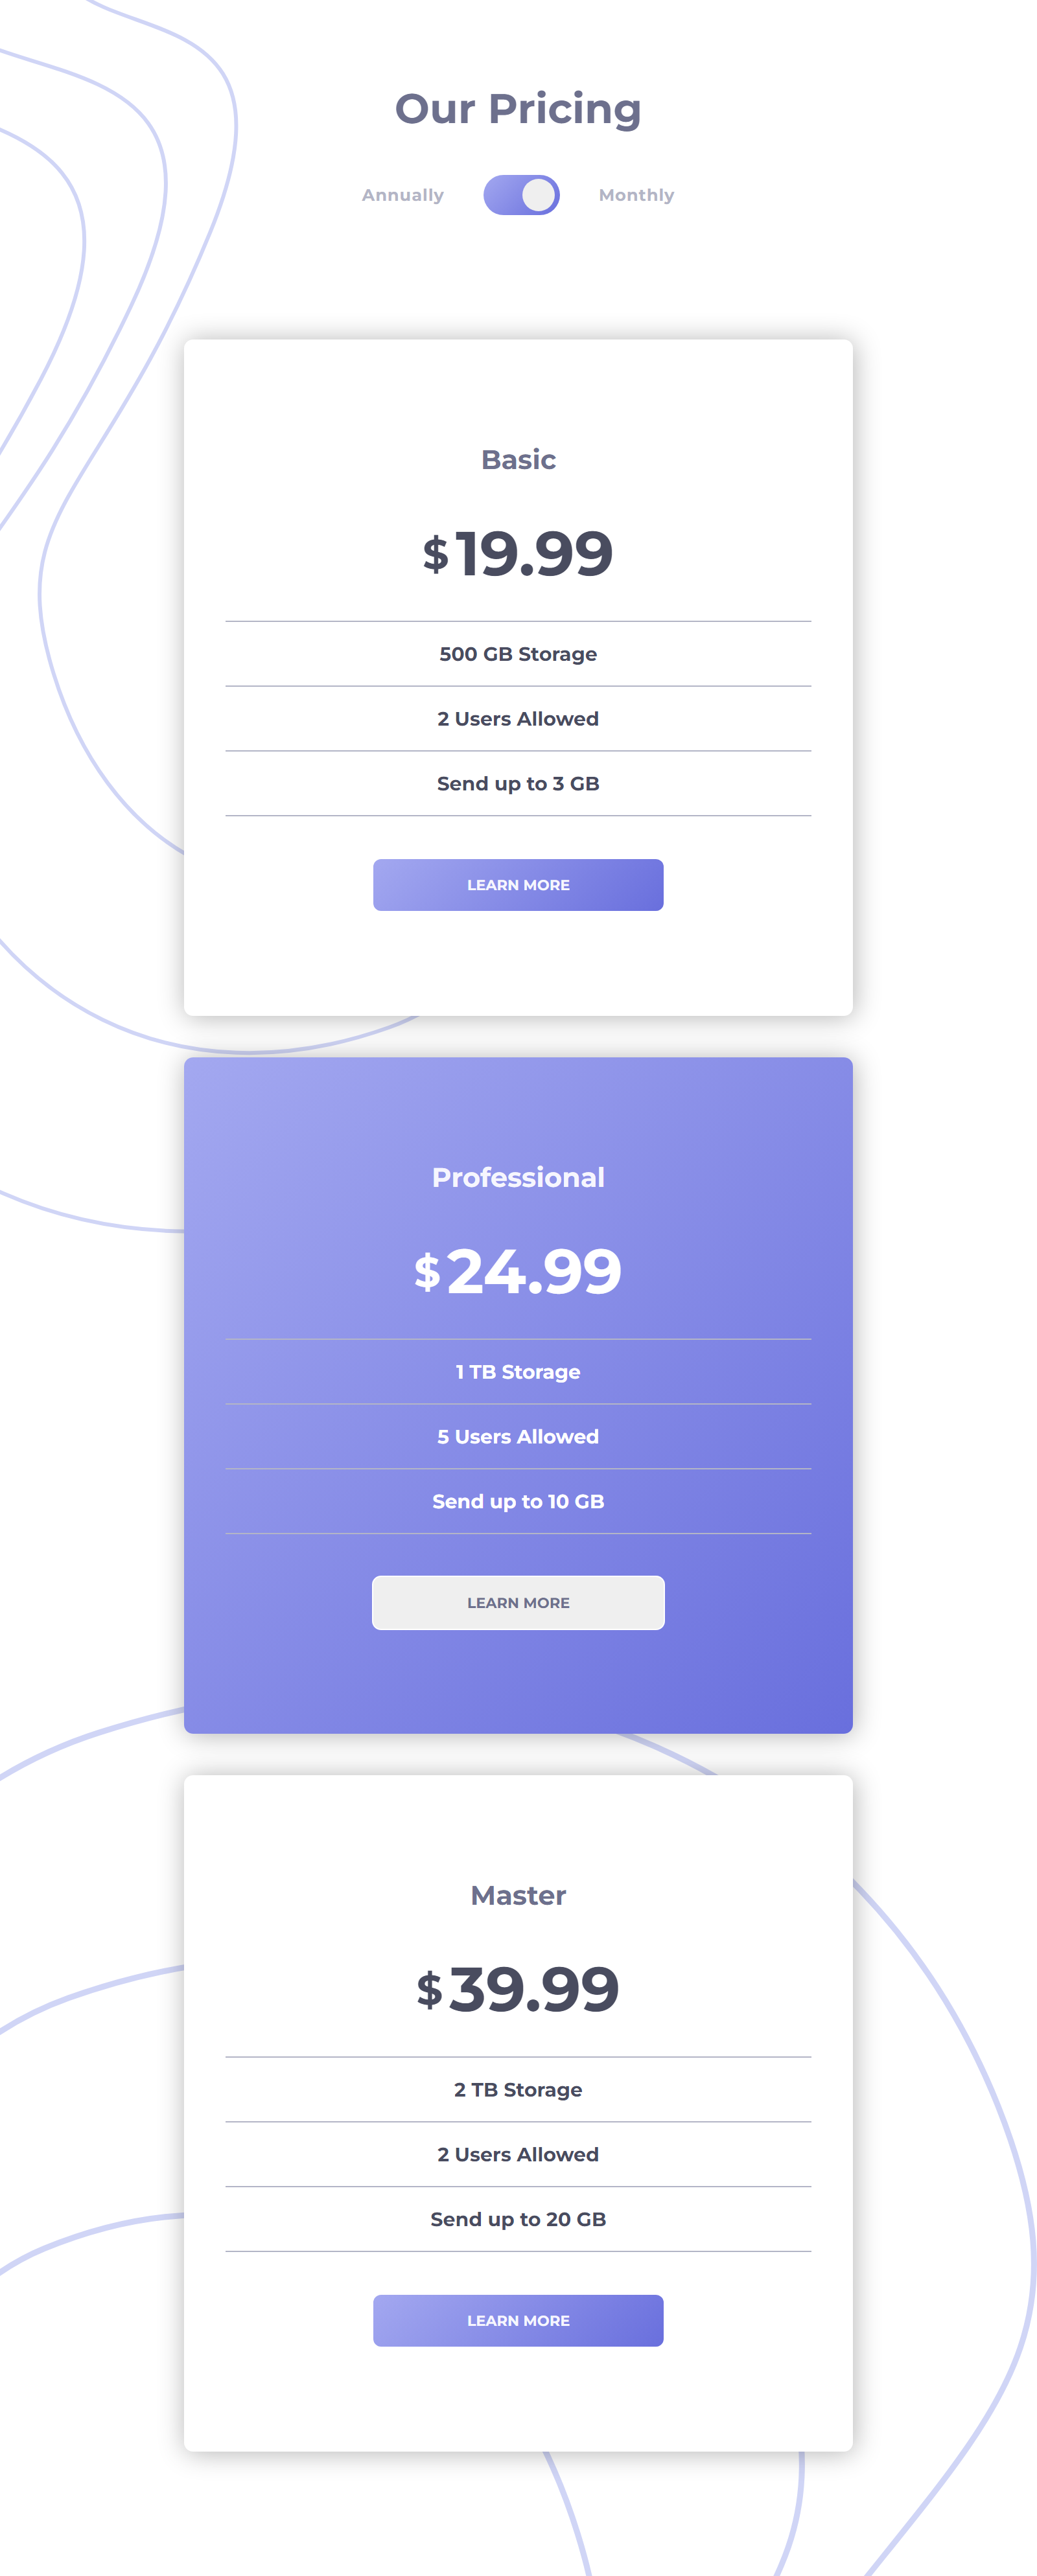 Our Pricing
Annually Monthly
Basic
$19.99
500 GB Storage
2 Users Allowed
Send up to 3 GB
LEARN MORE
Professional
$24.99
1 TB Storage
5 Users Allowed
Send up to 10 GB
LEARN MORE
Master
$39.99
2 TB Storage
2 Users Allowed
Send up to 20 GB
LEARN MORE